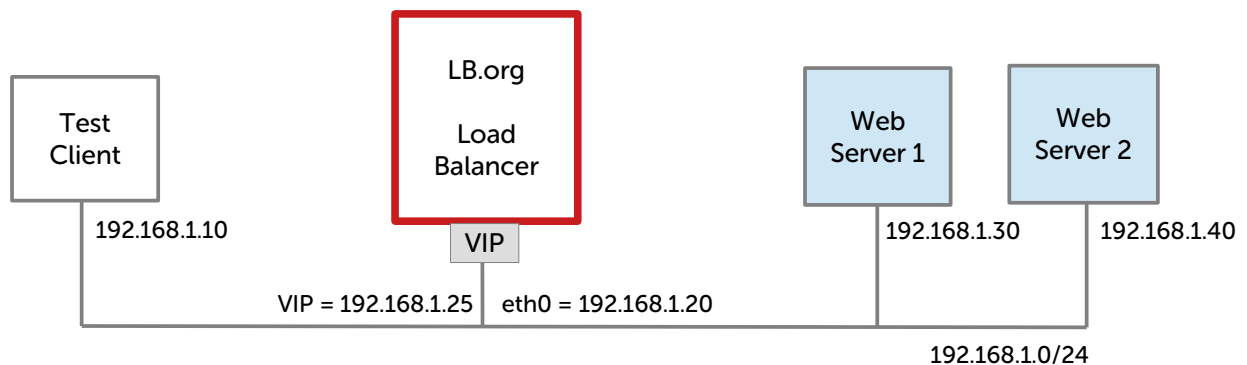 LB.org
Load
Balancer
Test
Client
Web
Server 1
Web
Server 2
192.168.1.10
VIP
192.168.1.30
192.168.1.40
VIP = 192.168.1.25
eth0 = 192.168.1.20
192.168.1.0/24